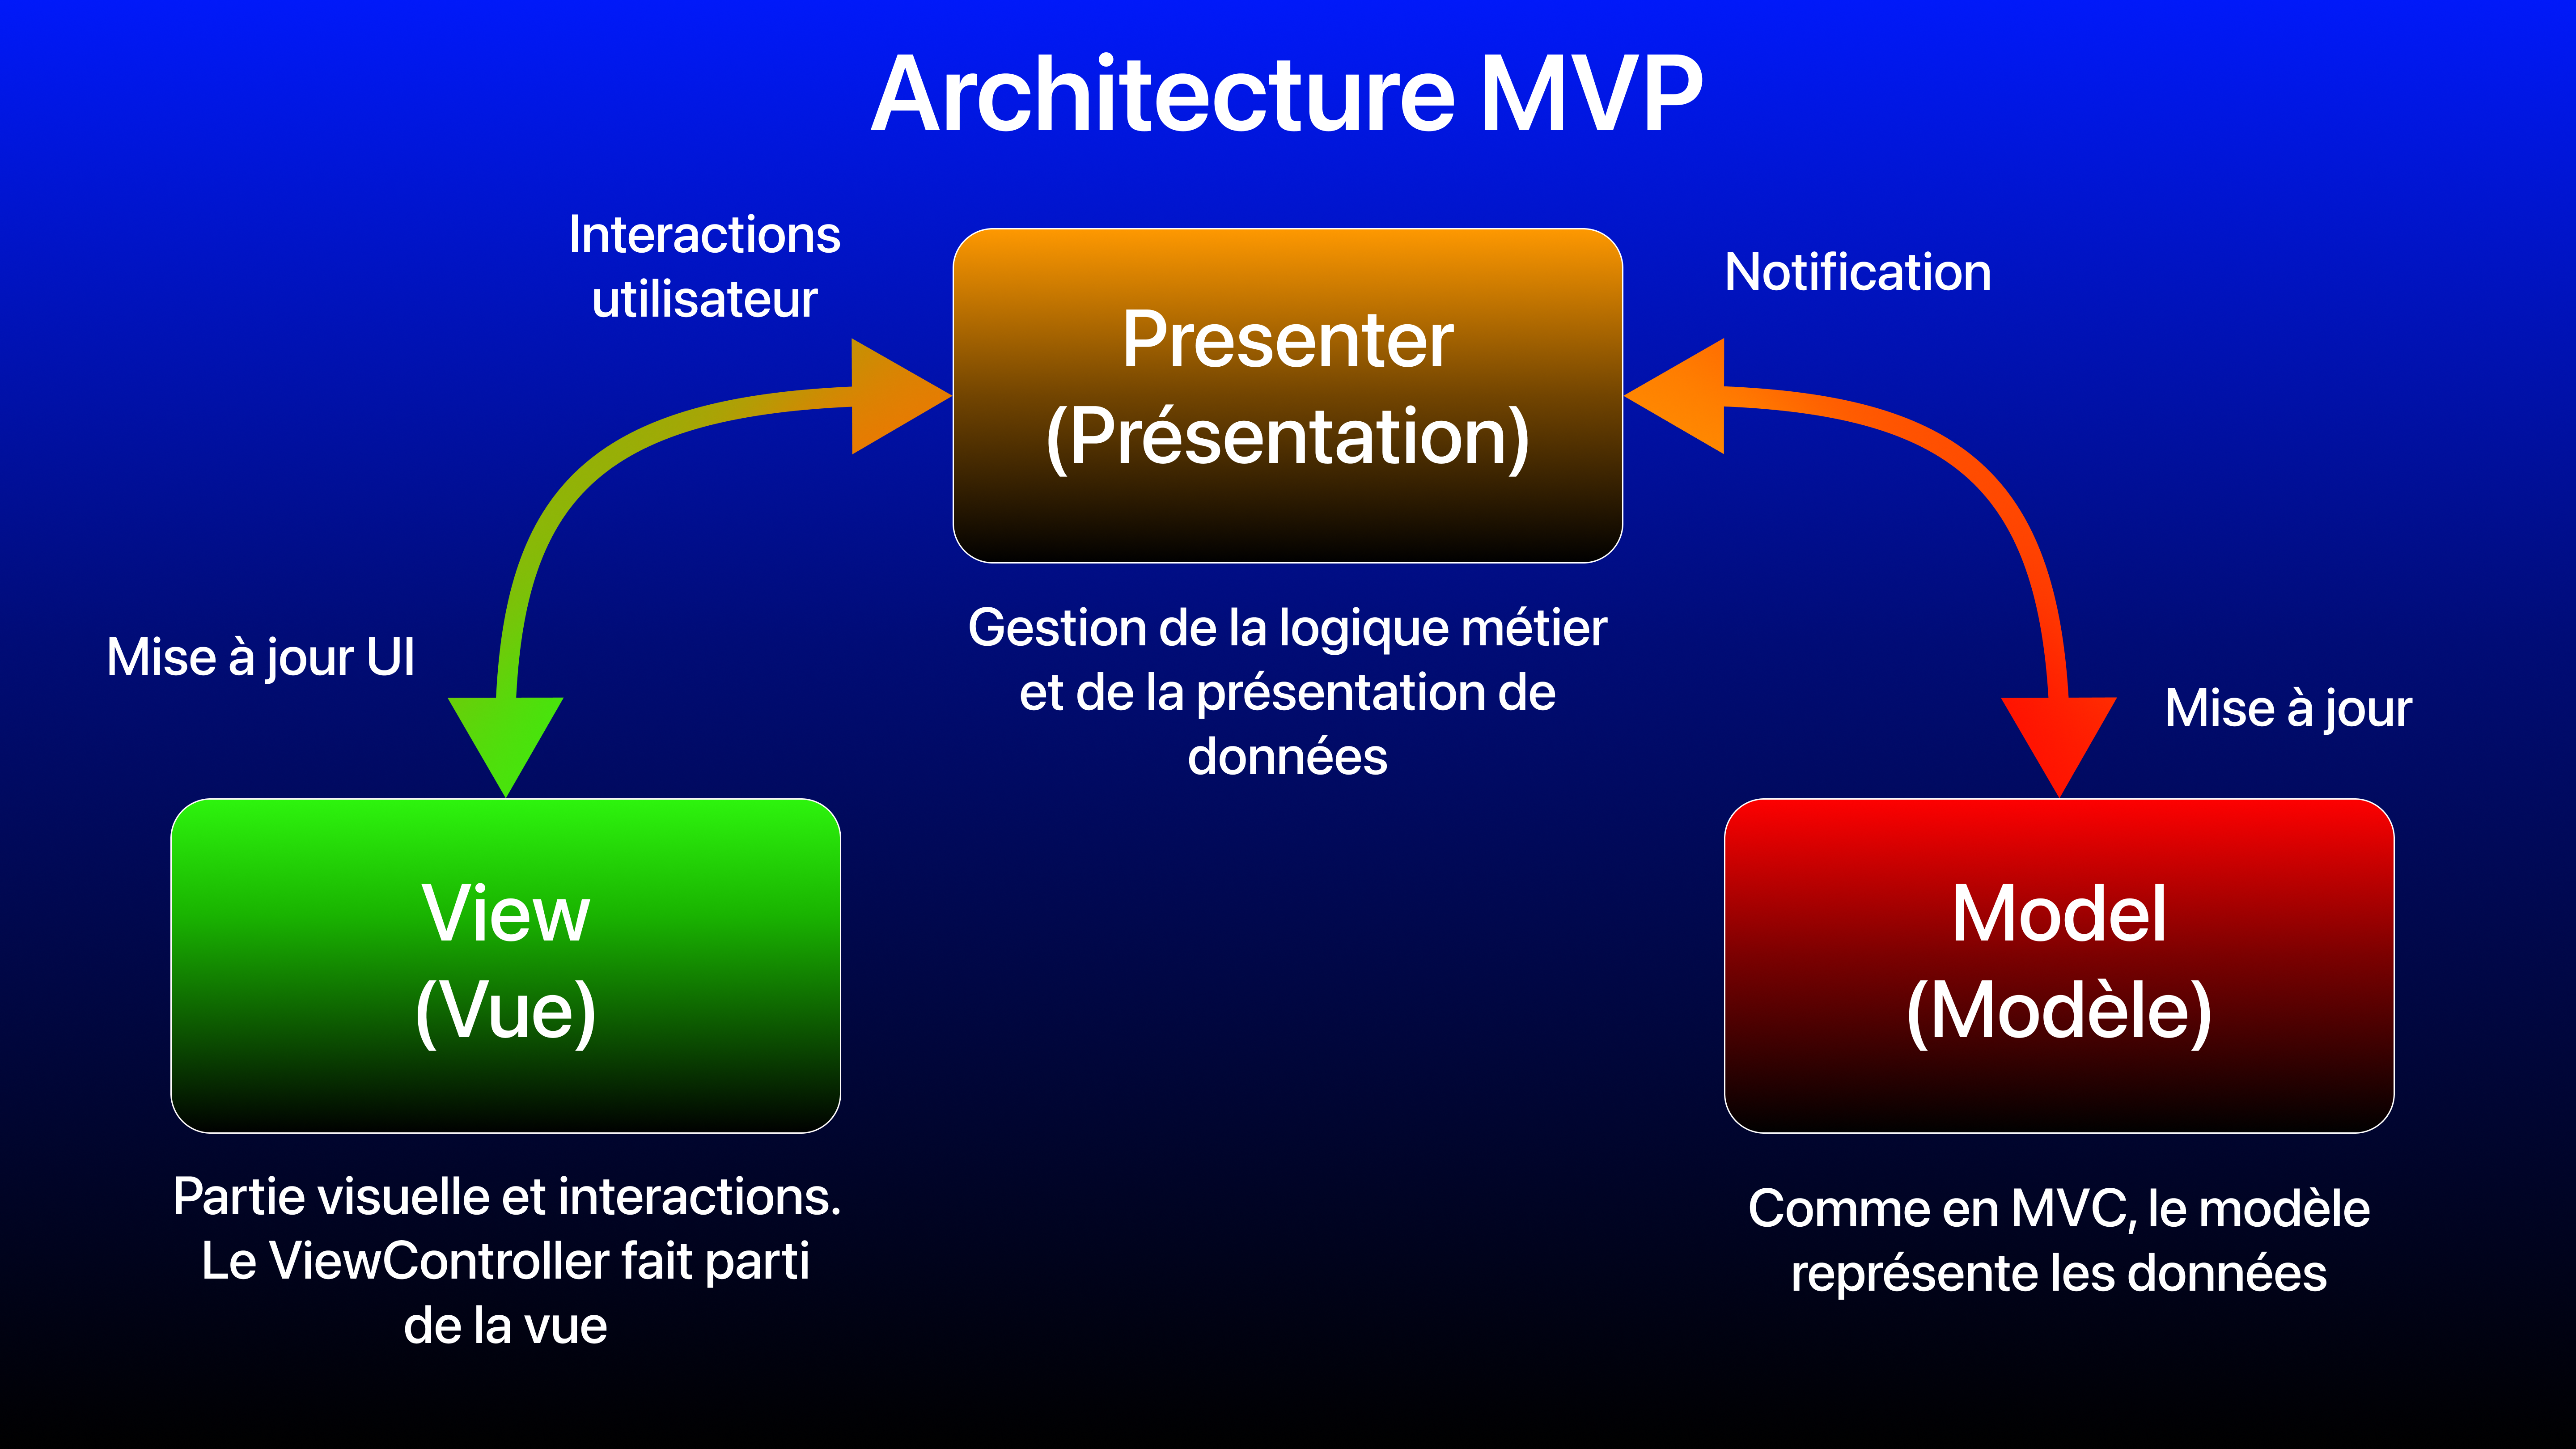 Architecture MVP
Interactions
utilisateur
Notification
Presenter
(Présentation)
Gestion de la logique métier
et de la présentation de
données
Mise à jour UI
Mise à jour
View
(Vue)
Model
(Modèle)
Partie visuelle et interactions.
Le ViewController fait parti
de la vue
Comme en MVC, le modèle
représente les données